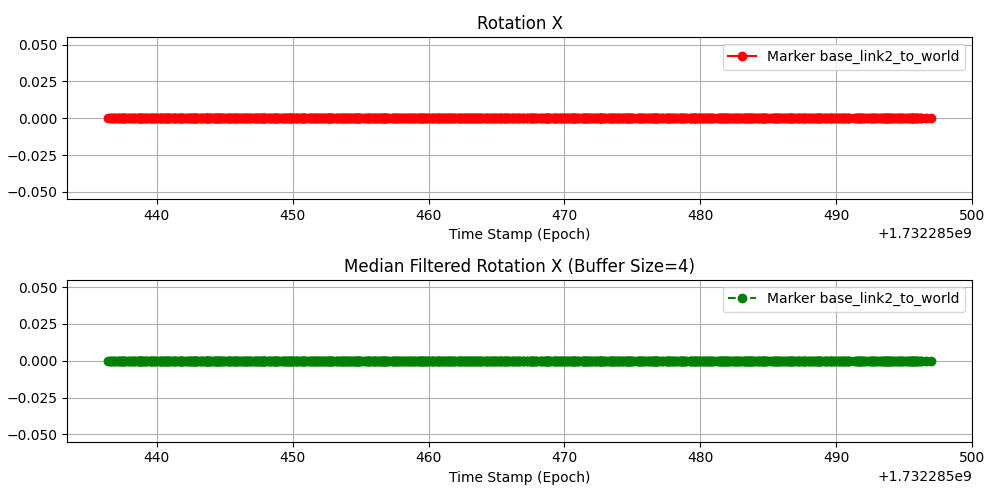 Rotation X
0.050
0.025
0.000
−0.025
−0.050
Marker base_link2_to_world
440 450 460 470 480 490 500
Time Stamp (Epoch)
+1.732285e9
Median Filtered Rotation X (Buffer Size=4)
0.050
0.025
0.000
−0.025
−0.050
Marker base_link2_to_world
440 450 460 470 480 490 500
Time Stamp (Epoch)
+1.732285e9